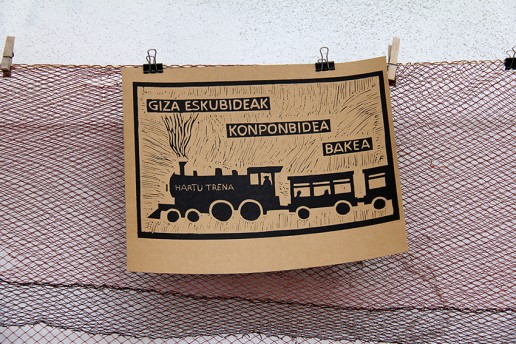 GIZA ESKUBIDEAK
KONPONBIDEA
BAKEA
HARTU TRENA